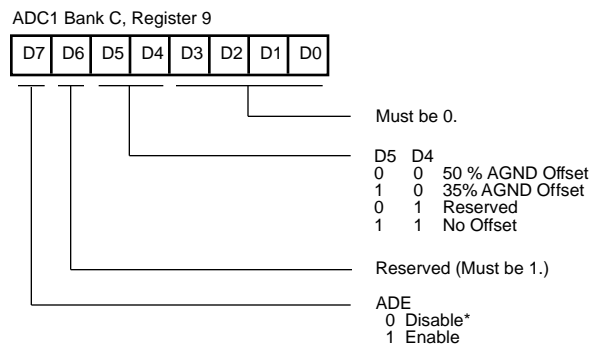 ADC1 Bank C, Register 9
D7 D6 D5 D4 D3 D2 D1 D0
Must be 0.
D5 D4
0 0 50 % AGND Offset
1 0 35% AGND Offset
0 1 Reserved
1 1 No Offset
Reserved (Must be 1.)
ADE
0 Disable*
1 Enable